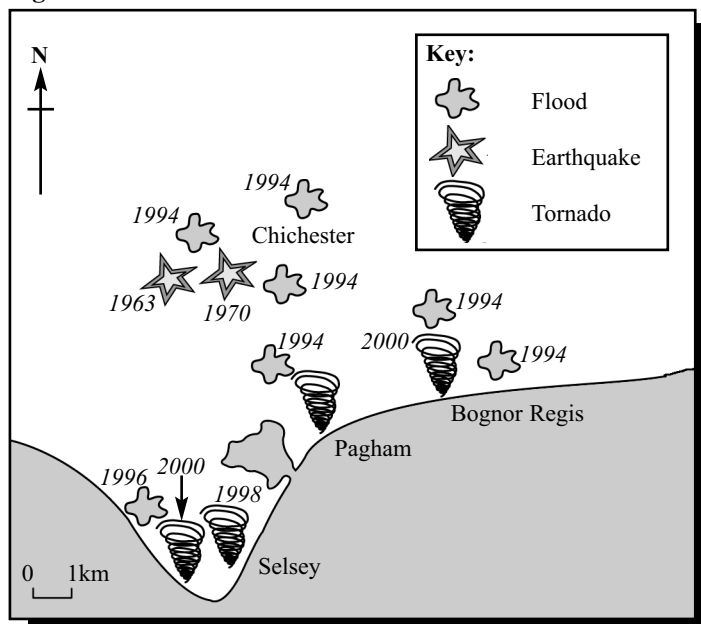 N
Key:
Flood
Earthquake
Tornado
1994
1994
Chichester
1994
1963
1970
1994
2000
1994
1994
Bognor Regis
Pagham
1996
2000
1998
Selsey
0 1km